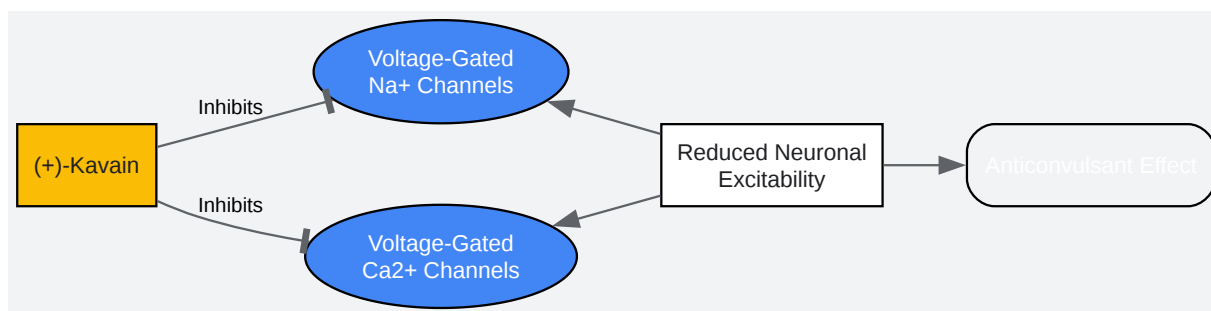 Voltage-Gated
Na+ Channels
Inhibits
(+)-Kavain
Reduced Neuronal
Excitability
Anticonvulsant Effect
Inhibits
Voltage-Gated
Ca2+ Channels